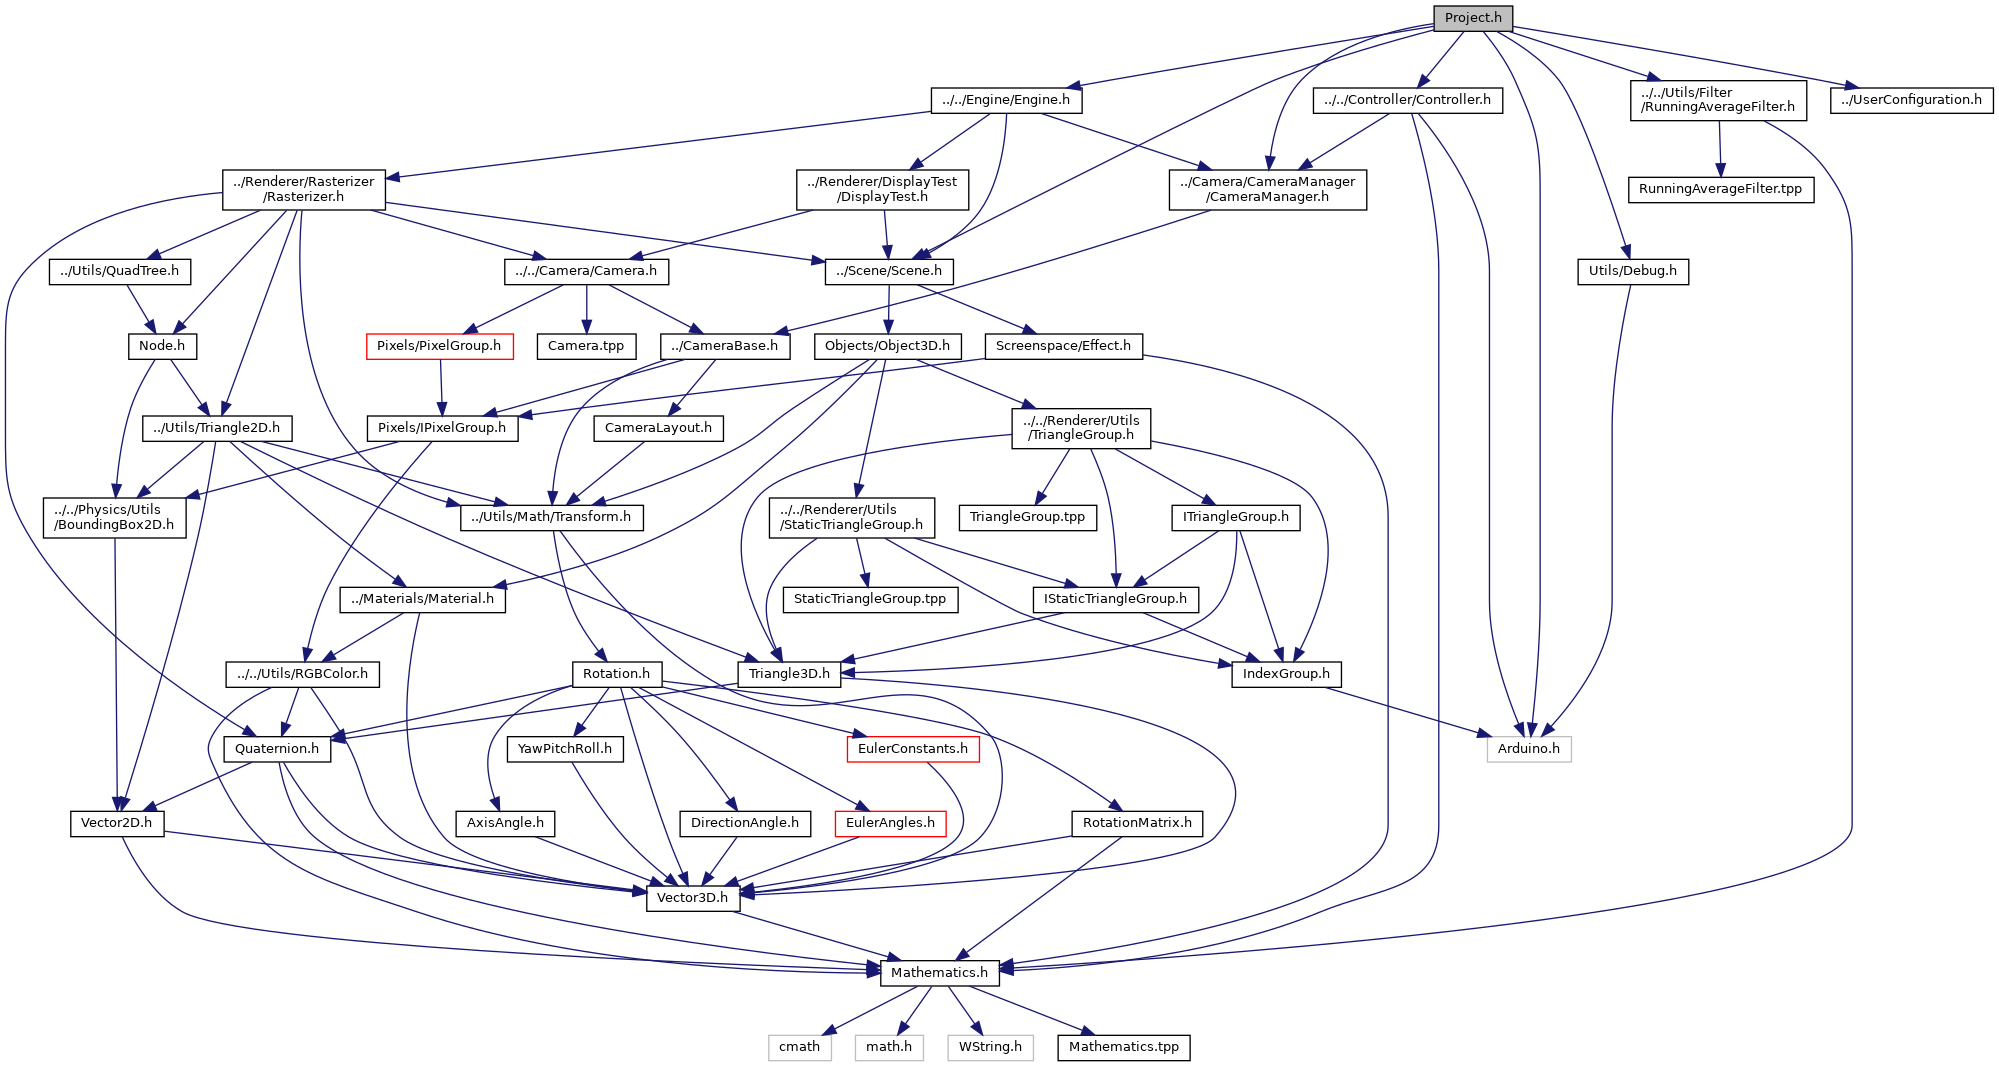 Project.h
../../Engine/Engine.h
../../Controller/Controller.h
../../Utils/Filter
/RunningAverageFilter.h
../UserConfiguration.h
../Renderer/Rasterizer
/Rasterizer.h
../Renderer/DisplayTest
/DisplayTest.h
../Camera/CameraManager
/CameraManager.h
RunningAverageFilter.tpp
../Utils/QuadTree.h
../../Camera/Camera.h
../Scene/Scene.h
Utils/Debug.h
Node.h
Pixels/PixelGroup.h
Camera.tpp
../CameraBase.h
Objects/Object3D.h
Screenspace/Effect.h
../Utils/Triangle2D.h
Pixels/IPixelGroup.h
CameraLayout.h
../../Renderer/Utils
/TriangleGroup.h
../../Physics/Utils
/BoundingBox2D.h
../Utils/Math/Transform.h
../../Renderer/Utils
/StaticTriangleGroup.h
TriangleGroup.tpp
ITriangleGroup.h
../Materials/Material.h
StaticTriangleGroup.tpp
IStaticTriangleGroup.h
../../Utils/RGBColor.h
Rotation.h
Triangle3D.h
IndexGroup.h
Quaternion.h
YawPitchRoll.h
EulerConstants.h
Arduino.h
Vector2D.h
AxisAngle.h
DirectionAngle.h
EulerAngles.h
RotationMatrix.h
Vector3D.h
Mathematics.h
cmath
math.h
WString.h
Mathematics.tpp